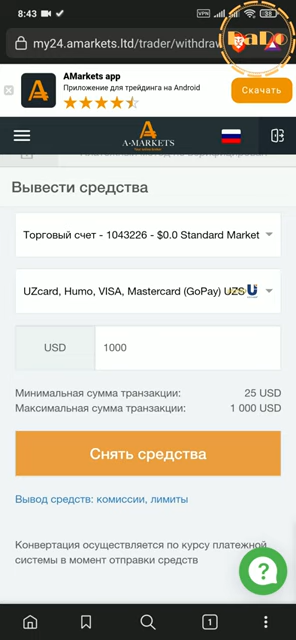 8:43
VPN
38
my24.amarkets.ltd/trader/withdraw
AMarkets app
Приложение для трейдинга на Android
Скачать
A-MARKETS
Вывести средства
Торговый счет - 1043226 - $0.0 Standard Market
UZcard, Humo, VISA, Mastercard (GoPay) UZS
USD
1000
Минимальная сумма транзакции:
25 USD
Максимальная сумма транзакции:
1 000 USD
Снять средства
Вывод средств: комиссии, лимиты
Конвертация осуществляется по курсу платежной
системы в момент отправки средств
?
1